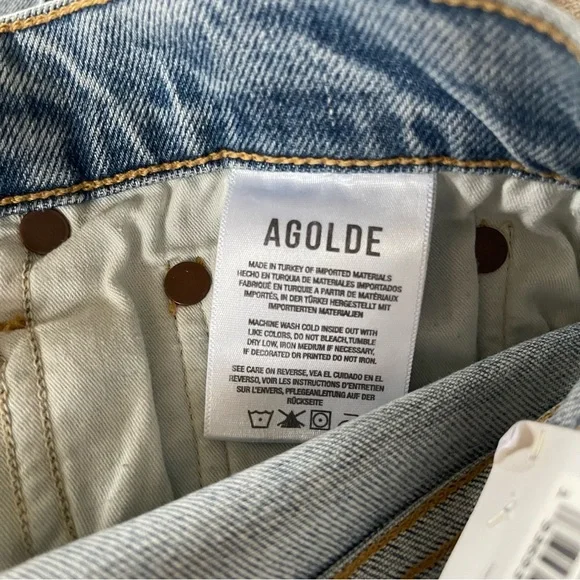 AGOLDE
MADE IN TURKEY OF IMPORTED MATERIALS
HECHO EN TURQUIA DE MATERIALES IMPORTADOS
FABRIQUÉ EN TURQUIE A PARTIR DE MATÉRIAUX
IMPORTÉS, IN DER TÜRKEI HERGESTELLT MIT
IMPORTIERTEN MATERIALIEN
MACHINE WASH COLD INSIDE OUT WITH
LIKE COLORS, DO NOT BLEACH, TUMBLE
DRY LOW, IRON MEDIUM IF NECESSARY,
IF DECORATED OR PRINTED DO NOT IRON.
SEE CARE ON REVERSE, VEA EL CUIDADO EN EL
REVERSO, VOIR LES INSTRUCTIONS D'ENTRETIEN
SUR L'ENVERS, PFLEGEANLEITUNG AUF DER
RÜCKSEITE